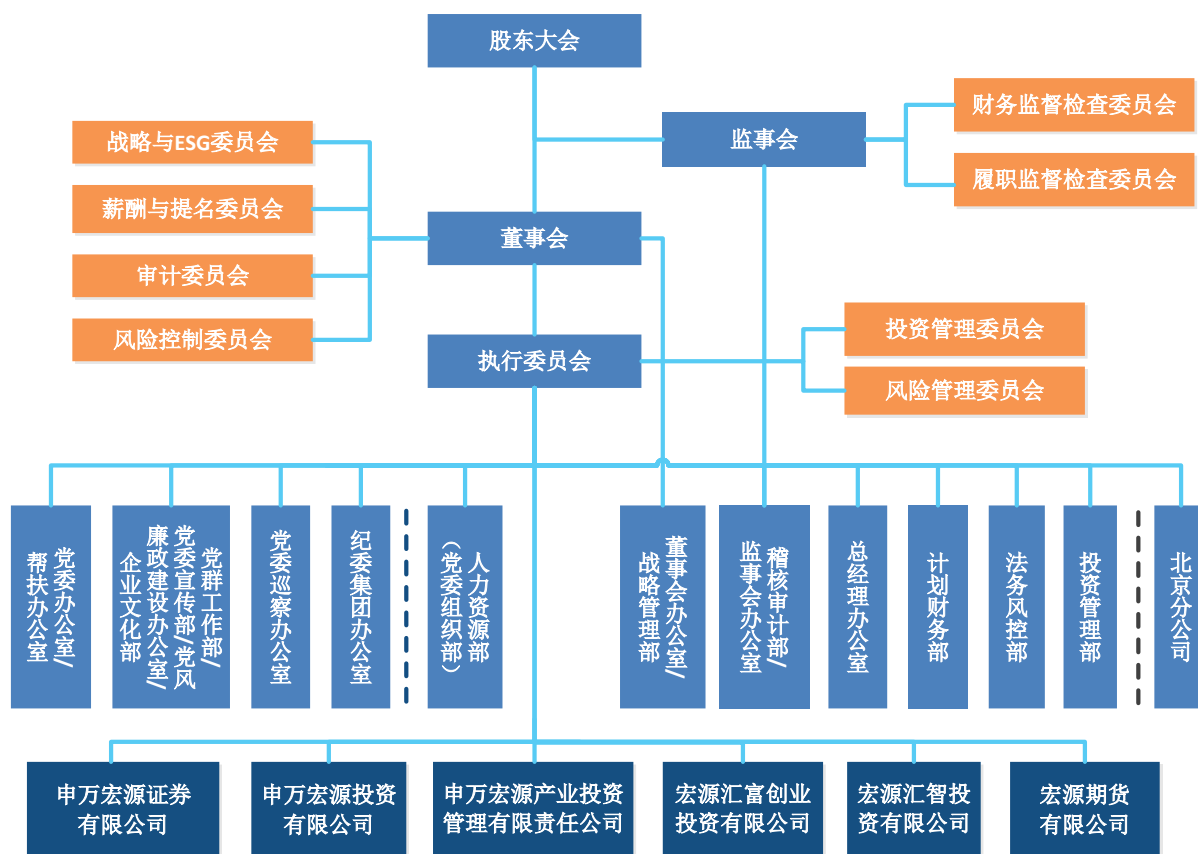 股东大会
监事会
财务监督检查委员会
履职监督检查委员会
战略与ESG委员会
薪酬与提名委员会
审计委员会
风险控制委员会
董事会
执行委员会
投资管理委员会
风险管理委员会
党委办公室/
帮扶办公室
党群工作部/
党委宣传部/党风
廉政建设办公室/
企业文化部
党委巡察办公室
纪委集团办公室
人力资源部
（党委组织部）
董事会办公室/
战略管理部
稽核审计部/
监事会办公室
总经理办公室
计划财务部
法务风控部
投资管理部
北京分公司
申万宏源证券
有限公司
申万宏源投资
有限公司
申万宏源产业投资
管理有限责任公司
宏源汇富创业
投资有限公司
宏源汇智投
资有限公司
宏源期货
有限公司